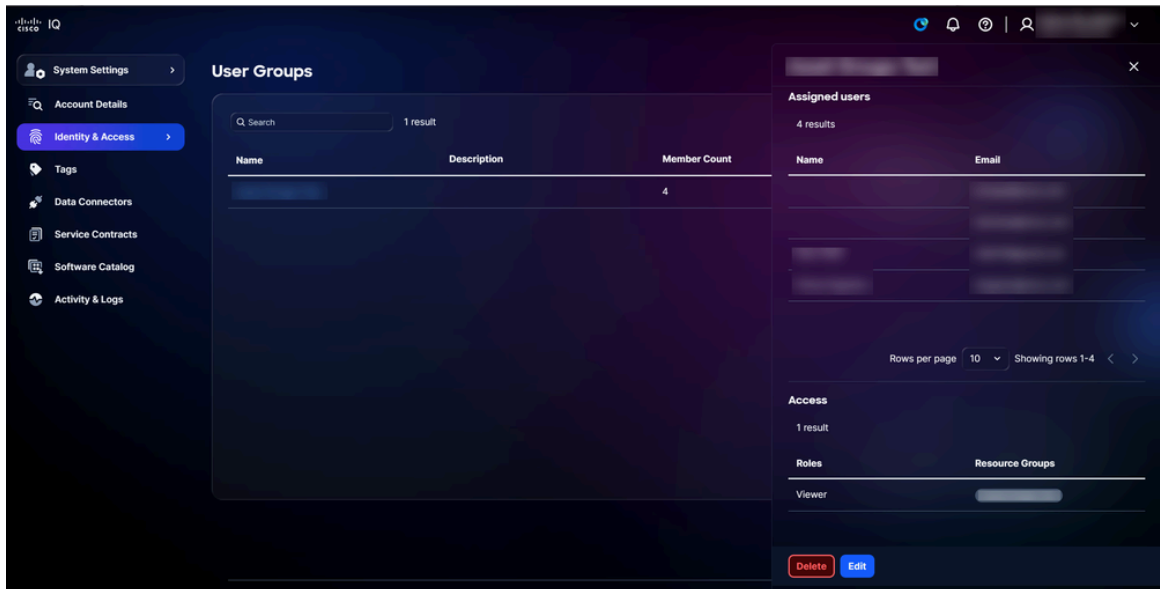 cisco IQ
System Settings
Account Details
Identity & Access
Tags
Data Connectors
Service Contracts
Software Catalog
Activity & Logs
User Groups
Search 1 result
Name Description Member Count
4
Assigned users
4 results
Name Email
Rows per page 10 Showing rows 1-4
Access
1 result
Roles Resource Groups
Viewer
Delete Edit